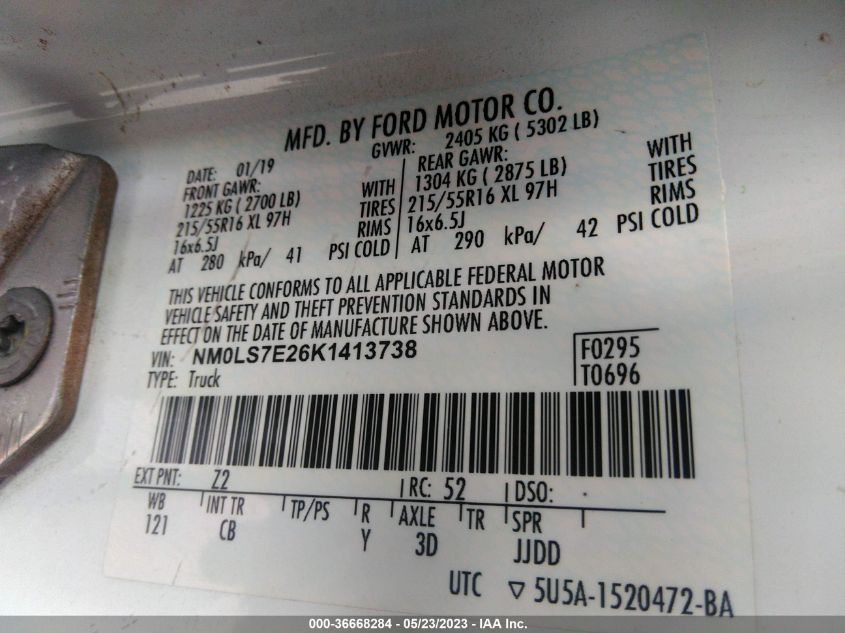 MFD. BY FORD MOTOR CO.
DATE: 01/19
GVWR: 2405 KG ( 5302 LB)
FRONT GAWR:
1225 KG ( 2700 LB) WITH
215/55R16 XL 97H TIRES
16x6.5J RIMS
AT 280 kPa/ 41 PSI COLD
REAR GAWR:
1304 KG ( 2875 LB) WITH
215/55R16 XL 97H TIRES
16x6.5J RIMS
AT 290 kPa/ 42 PSI COLD
THIS VEHICLE CONFORMS TO ALL APPLICABLE FEDERAL MOTOR
VEHICLE SAFETY AND THEFT PREVENTION STANDARDS IN
EFFECT ON THE DATE OF MANUFACTURE SHOWN ABOVE.
VIN: NM0LS7E26K1413738
TYPE: Truck
F0295
T0696
EXT PNT: Z2 RC: 52 DSO:
WB INT TR TP/PS R AXLE TR SPR
121 CB Y 3D JJDD
UTC ▽ 5U5A-1520472-BA
000-36668284 - 05/23/2023 - IAA Inc.